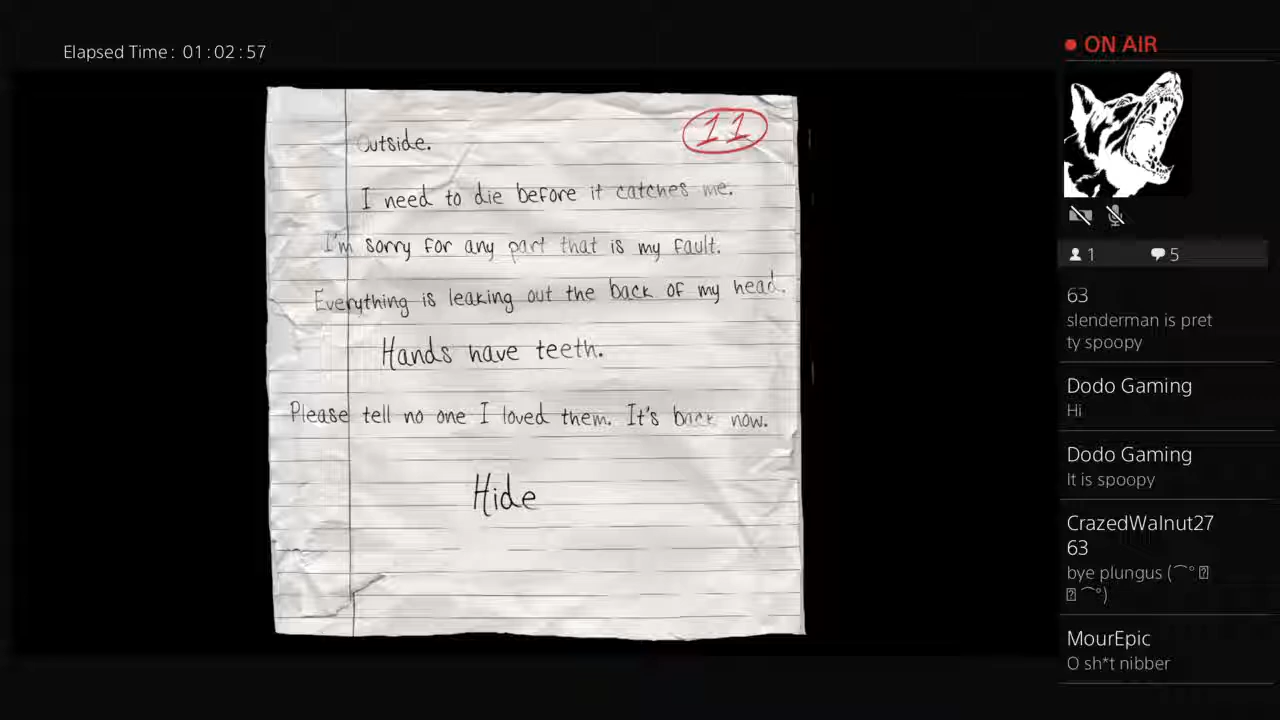 Elapsed Time: 01:02:57
ON AIR
11
Outside.
I need to die before it catches me.
I'm sorry for any part that is my fault.
Everything is leaking out the back of my head.
Hands have teeth.
Please tell no one I loved them. It's back now.
Hide
1 5
63
slenderman is pret
ty spoopy
Dodo Gaming
Hi
Dodo Gaming
It is spoopy
CrazedWalnut27
63
bye plungus (⌒° 
⌒°)
MourEpic
O sh*t nibber